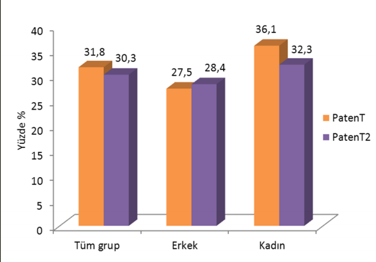 Yüzde %
40
35
30
25
20
15
10
5
0
31,8
30,3
27,5
28,4
36,1
32,3
Tüm grup
Erkek
Kadın
PatenT
PatenT2